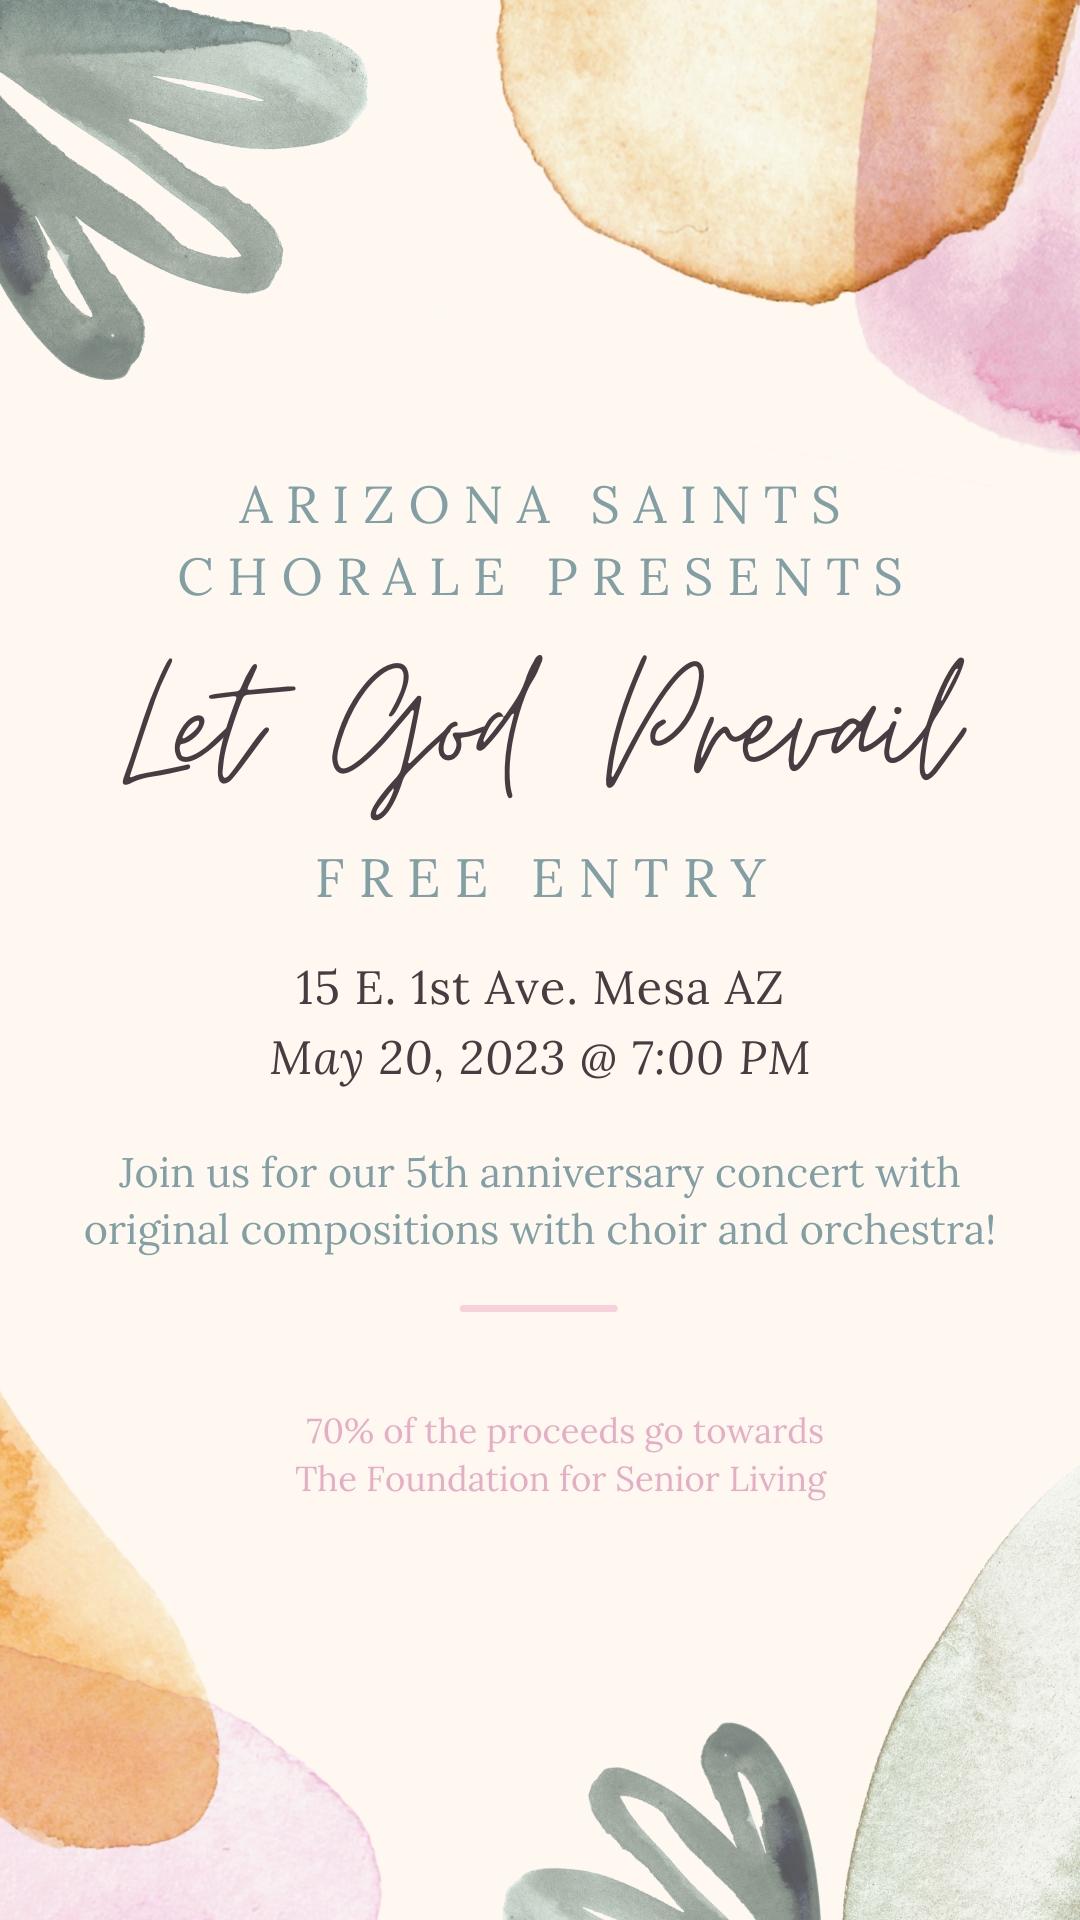 ARIZONA SAINTS
CHORALE PRESENTS
Let God Prevail
FREE ENTRY
15 E. 1st Ave. Mesa AZ
May 20, 2023 @ 7:00 PM
Join us for our 5th anniversary concert with
original compositions with choir and orchestra!
70% of the proceeds go towards
The Foundation for Senior Living